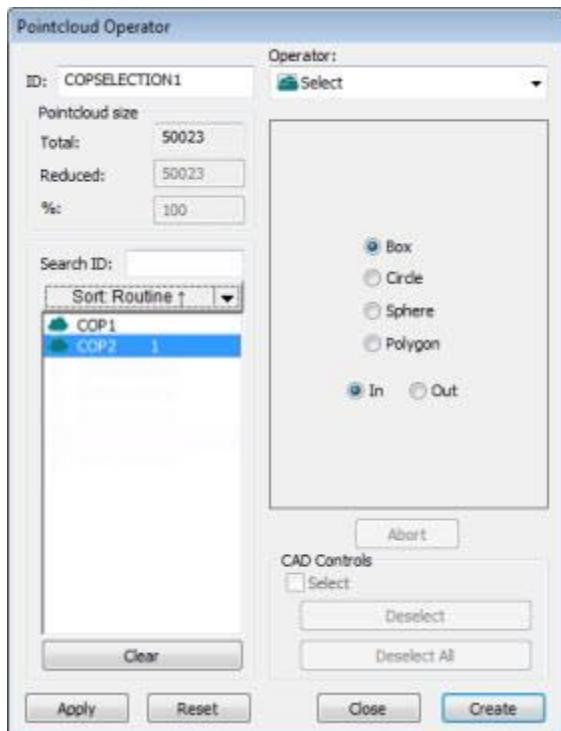 Pointcloud Operator
ID: COPSELECTION1
Operator:
Select
Pointcloud size
Total: 50023
Reduced: 50023
%: 100
Search ID:
Sort: Routine ↑
COP1
COP2 1
Clear
Box
Circle
Sphere
Polygon
In Out
Abort
CAD Controls
Select
Deselect
Deselect All
Apply Reset Close Create